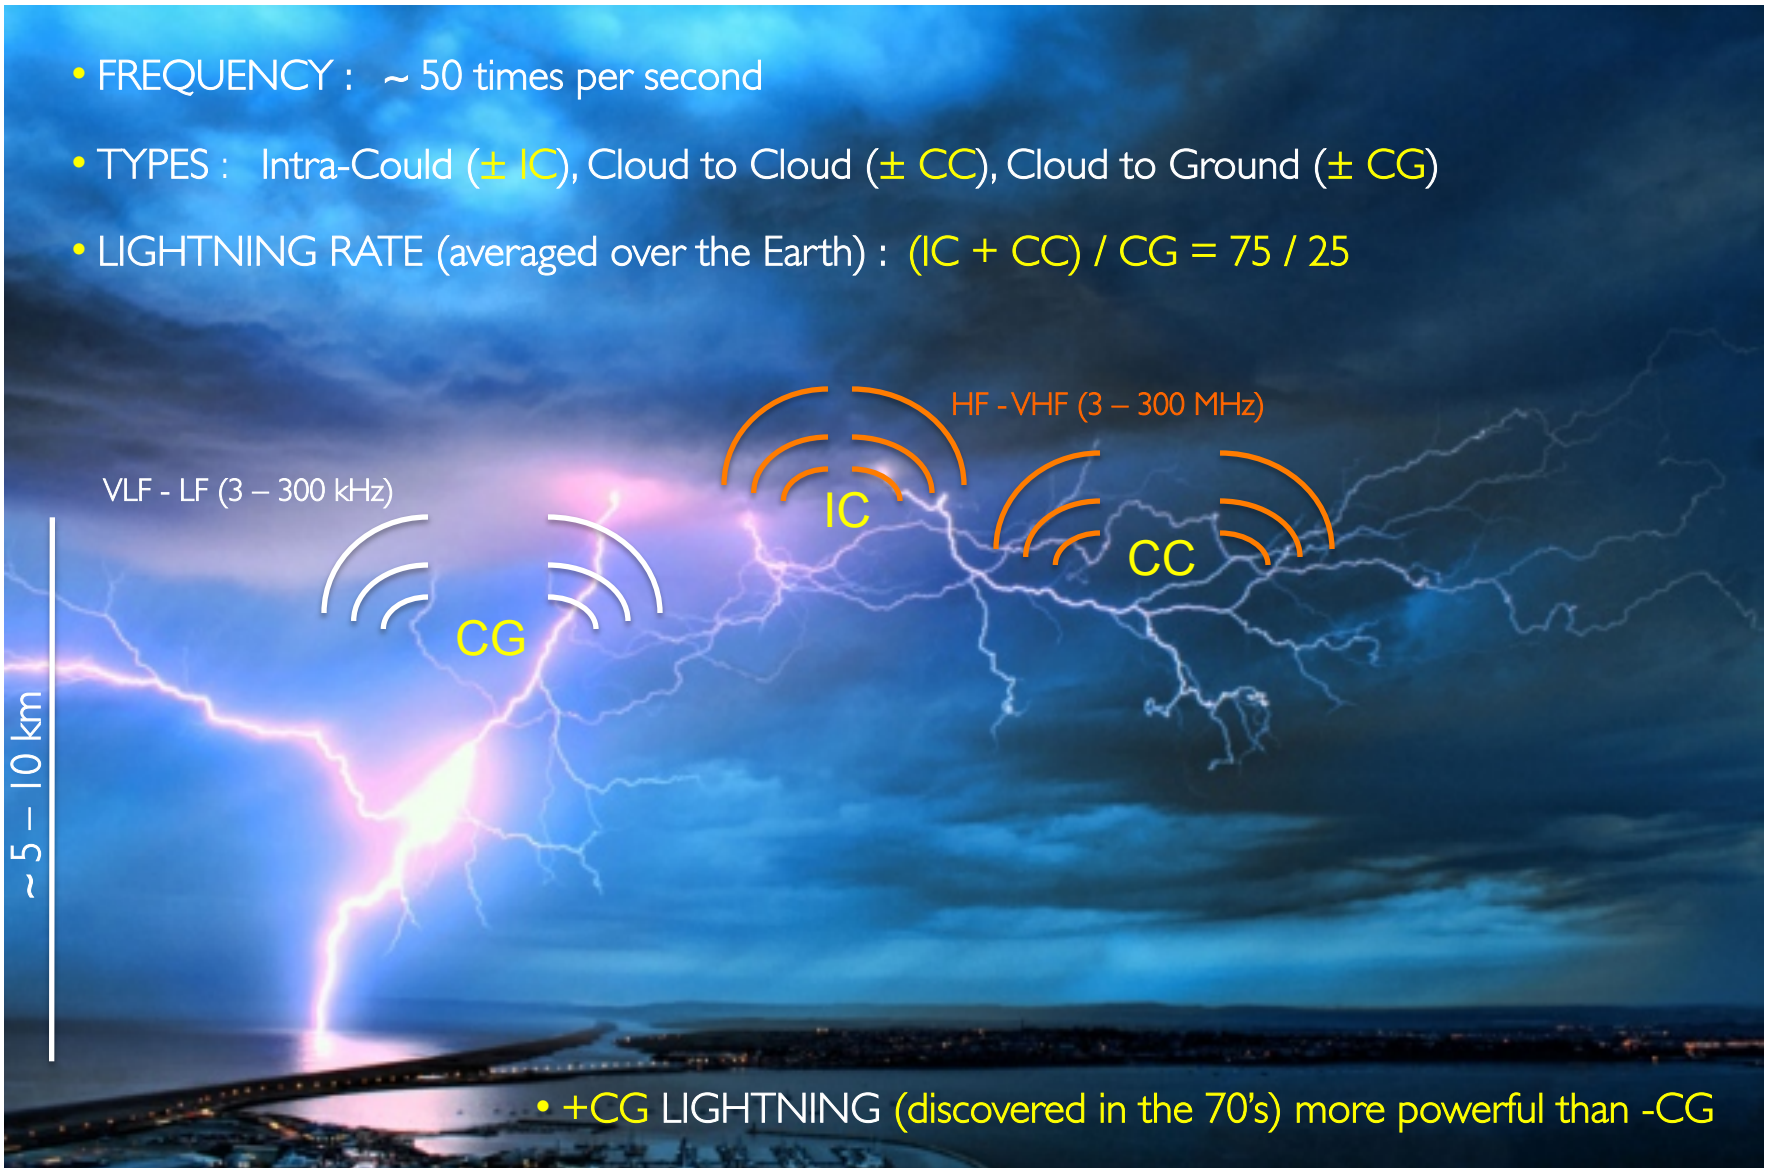 • FREQUENCY : ~ 50 times per second
• TYPES : Intra-Could (± IC), Cloud to Cloud (± CC), Cloud to Ground (± CG)
• LIGHTNING RATE (averaged over the Earth) : (IC + CC) / CG = 75 / 25
HF - VHF (3 – 300 MHz)
VLF - LF (3 – 300 kHz)
IC
CC
CG
~ 5 – 10 km
• +CG LIGHTNING (discovered in the 70’s) more powerful than -CG